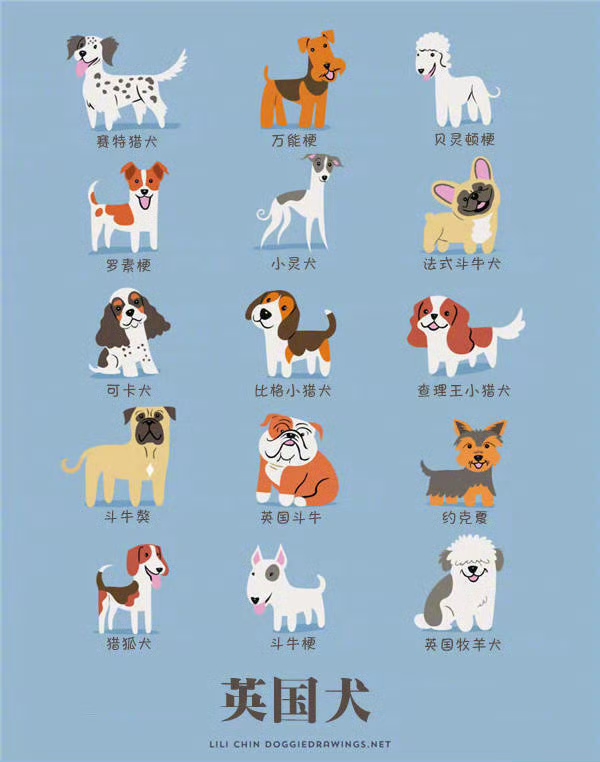 赛特猎犬
万能梗
贝灵顿梗
罗素梗
小灵犬
法式斗牛犬
可卡犬
比格小猎犬
查理王小猎犬
斗牛獒
英国斗牛
约克夏
猎狐犬
斗牛梗
英国牧羊犬
英国犬
LILI CHIN DOGGIEDRAWINGS.NET